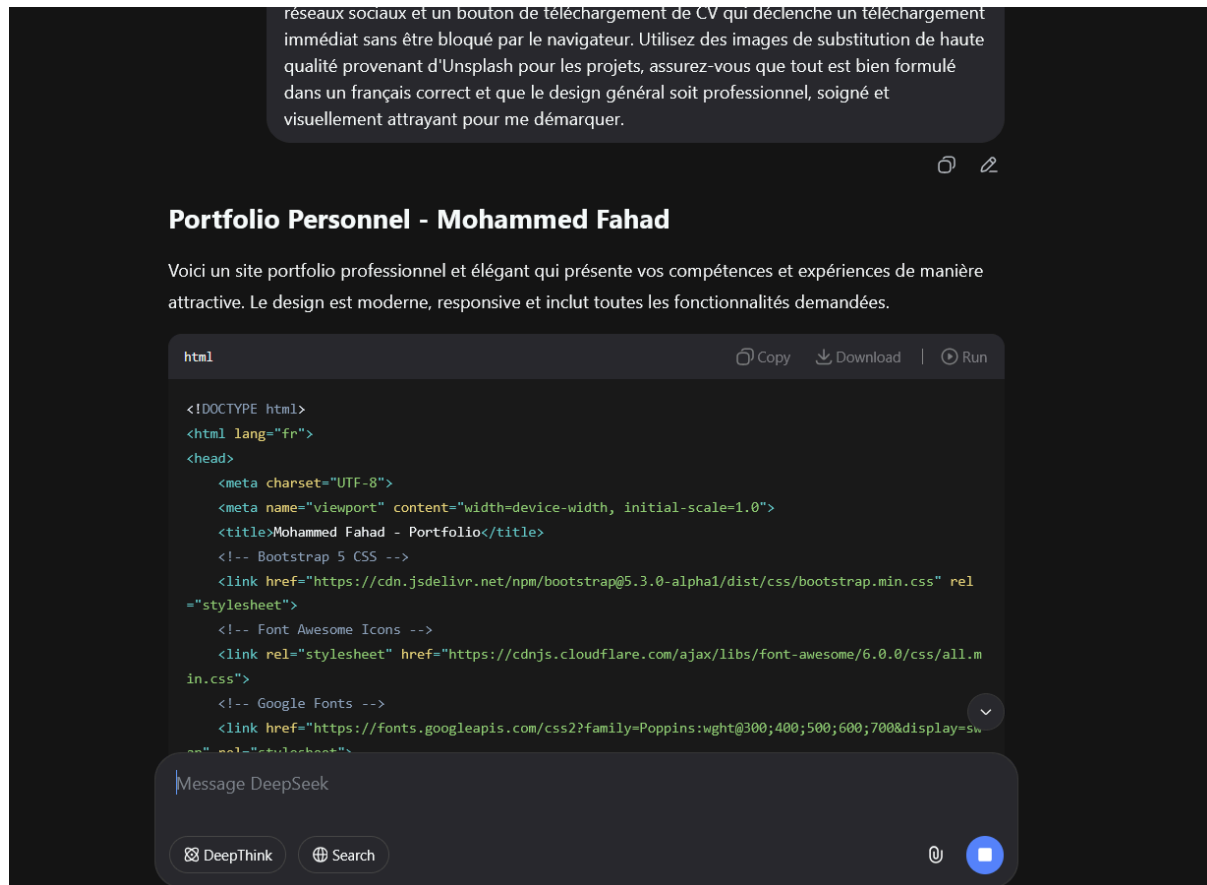 réseaux sociaux et un bouton de téléchargement de CV qui déclenche un téléchargement
immédiat sans être bloqué par le navigateur. Utilisez des images de substitution de haute
qualité provenant d'Unsplash pour les projets, assurez-vous que tout est bien formulé
dans un français correct et que le design général soit professionnel, soigné et
visuellement attrayant pour me démarquer.
Portfolio Personnel - Mohammed Fahad
Voici un site portfolio professionnel et élégant qui présente vos compétences et expériences de manière
attractive. Le design est moderne, responsive et inclut toutes les fonctionnalités demandées.
html Copy Download Run
<!DOCTYPE html>
<html lang="fr">
<head>
<meta charset="UTF-8">
<meta name="viewport" content="width=device-width, initial-scale=1.0">
<title>Mohammed Fahad - Portfolio</title>
<!-- Bootstrap 5 CSS -->
<link href="https://cdn.jsdelivr.net/npm/bootstrap@5.3.0-alpha1/dist/css/bootstrap.min.css" rel
="stylesheet">
<!-- Font Awesome Icons -->
<link rel="stylesheet" href="https://cdnjs.cloudflare.com/ajax/libs/font-awesome/6.0.0/css/all.m
in.css">
<!-- Google Fonts -->
<link href="https://fonts.googleapis.com/css2?family=Poppins:wght@300;400;500;600;700&display=sw
ap" rel="stylesheet">
Message DeepSeek
DeepThink Search